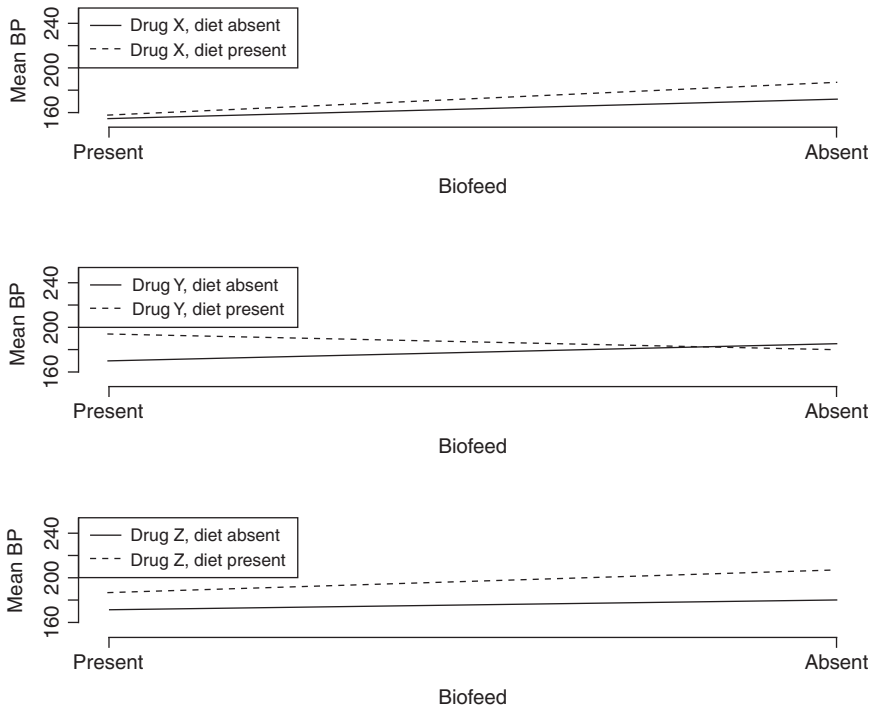 Mean BP
160 200 240
Drug X, diet absent
Drug X, diet present
Present Absent
Biofeed
Mean BP
160 200 240
Drug Y, diet absent
Drug Y, diet present
Present Absent
Biofeed
Mean BP
160 200 240
Drug Z, diet absent
Drug Z, diet present
Present Absent
Biofeed